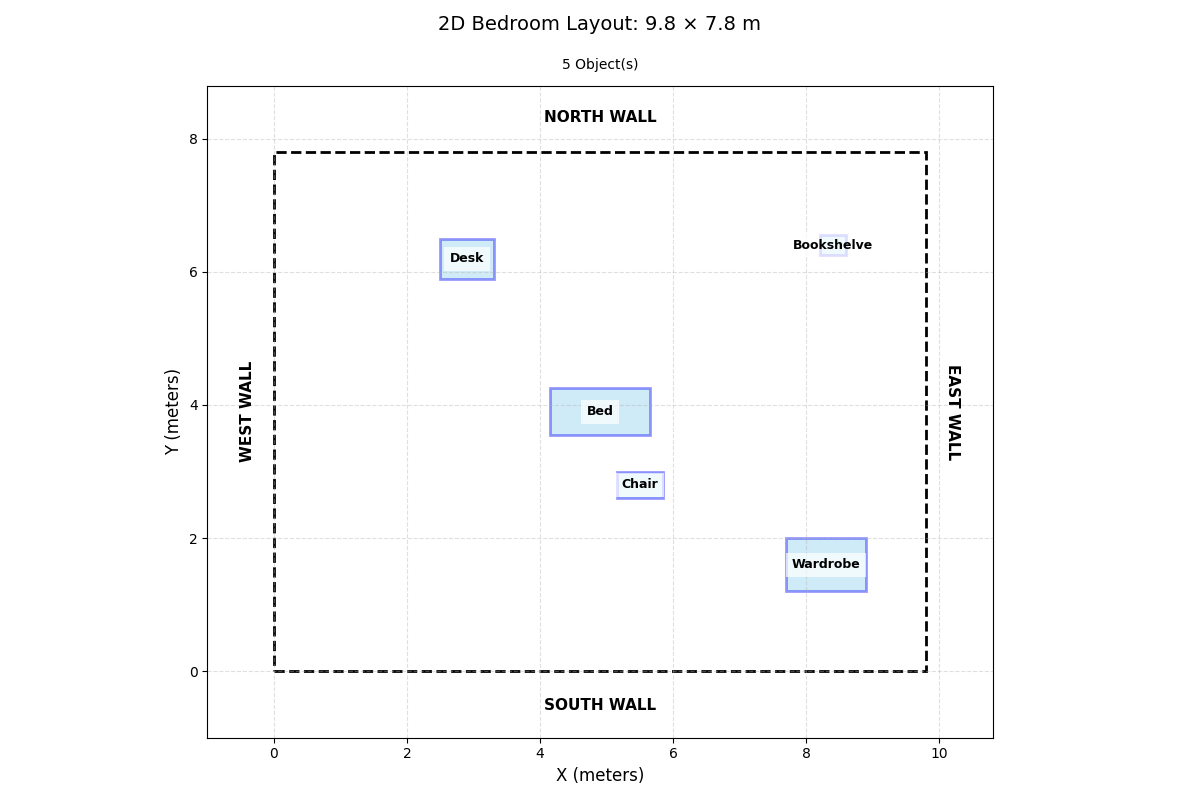 2D Bedroom Layout: 9.8 × 7.8 m
5 Object(s)
NORTH WALL
8
Desk
Bookshelve
6
WEST WALL
EAST WALL
Y (meters)
4
Bed
Chair
2
Wardrobe
0
SOUTH WALL
0 2 4 6 8 10
X (meters)